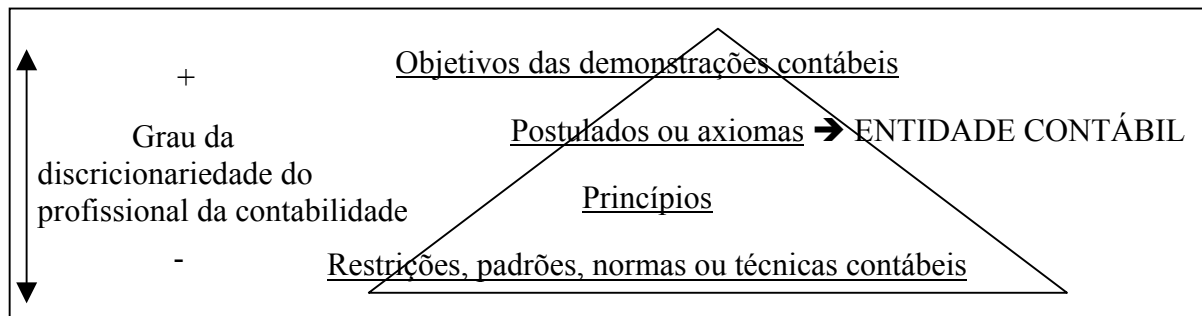 Objetivos das demonstrações contábeis
+
Postulados ou axiomas ➔ ENTIDADE CONTÁBIL
Grau da
discricionariedade do
profissional da contabilidade
Princípios
-
Restrições, padrões, normas ou técnicas contábeis